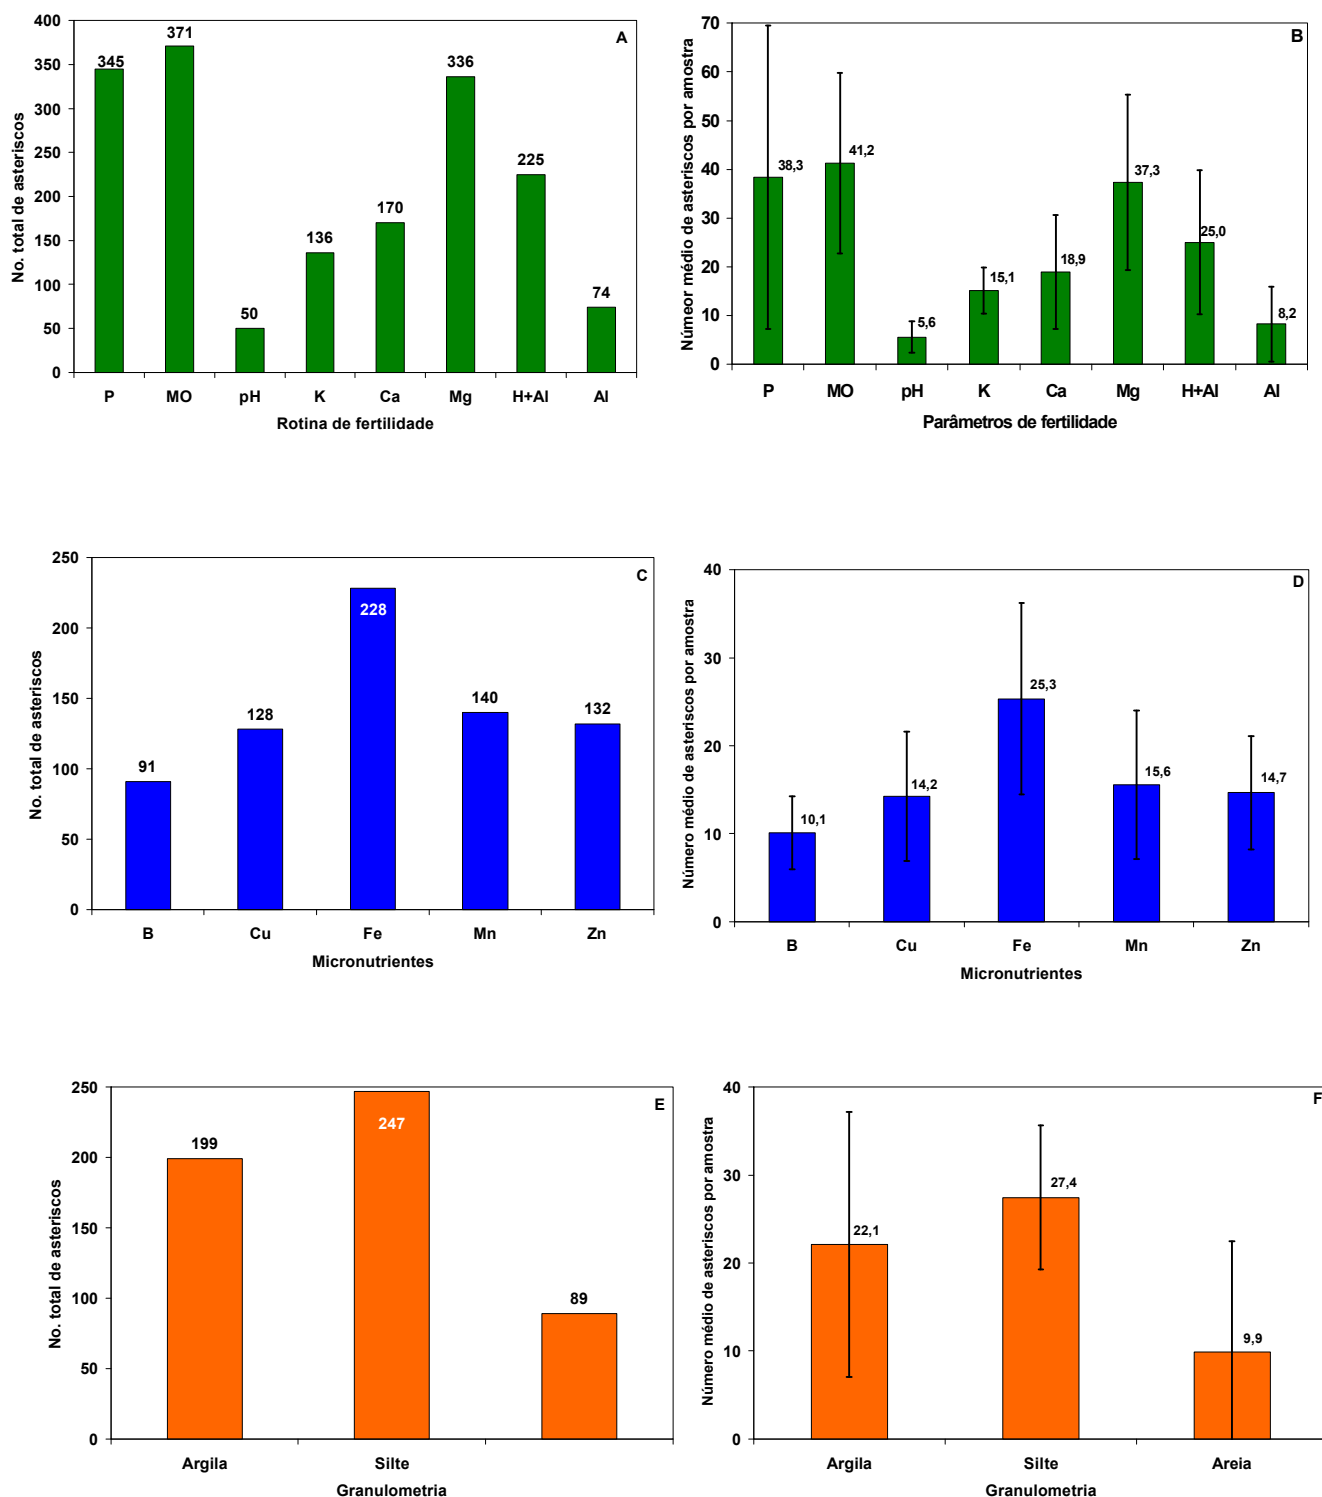 A
No. total de asteriscos
400
350
300
250
200
150
100
50
0
345
371
50
136
170
336
225
74
P MO pH K Ca Mg H+Al Al
Rotina de fertilidade
B
Númeor médio de asteriscos por amostra
70
60
50
40
30
20
10
0
38,3
41,2
5,6
15,1
18,9
37,3
25,0
8,2
P MO pH K Ca Mg H+Al Al
Parâmetros de fertilidade
C
No. total de asteriscos
250
200
150
100
50
0
91
128
228
140
132
B Cu Fe Mn Zn
Micronutrientes
D
Número médio de asteriscos por amostra
40
30
20
10
0
10,1
14,2
25,3
15,6
14,7
B Cu Fe Mn Zn
Micronutrientes
E
No. total de asteriscos
250
200
150
100
50
0
199
247
89
Argila Silte
Granulometria
F
Número médio de asteriscos por amostra
40
30
20
10
0
22,1
27,4
9,9
Argila Silte Areia
Granulometria